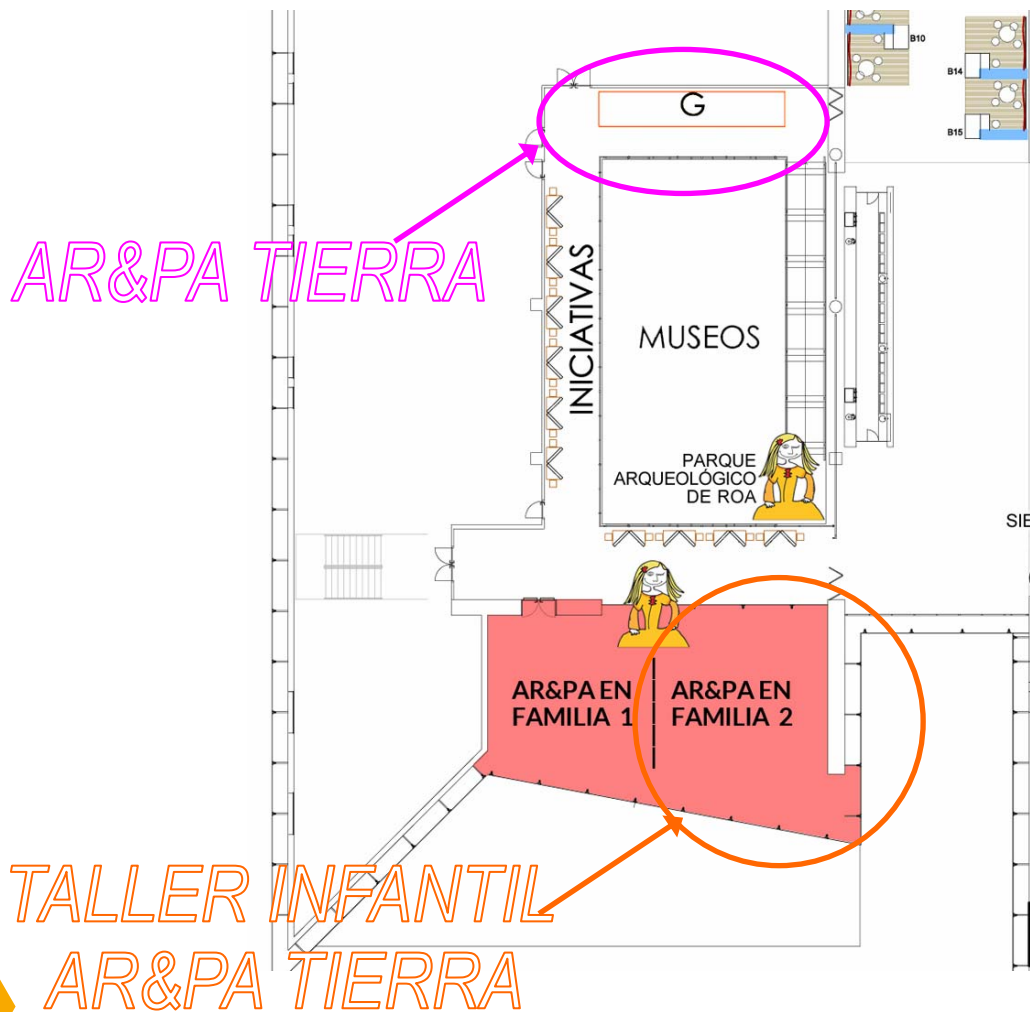 B10
B14
B15
G
AR&PA TIERRA
INICIATIVAS
MUSEOS
PARQUE
ARQUEOLÓGICO
DE ROA
SIE
AR&PA EN
FAMILIA 1
AR&PA EN
FAMILIA 2
TALLER INFANTIL
AR&PA TIERRA